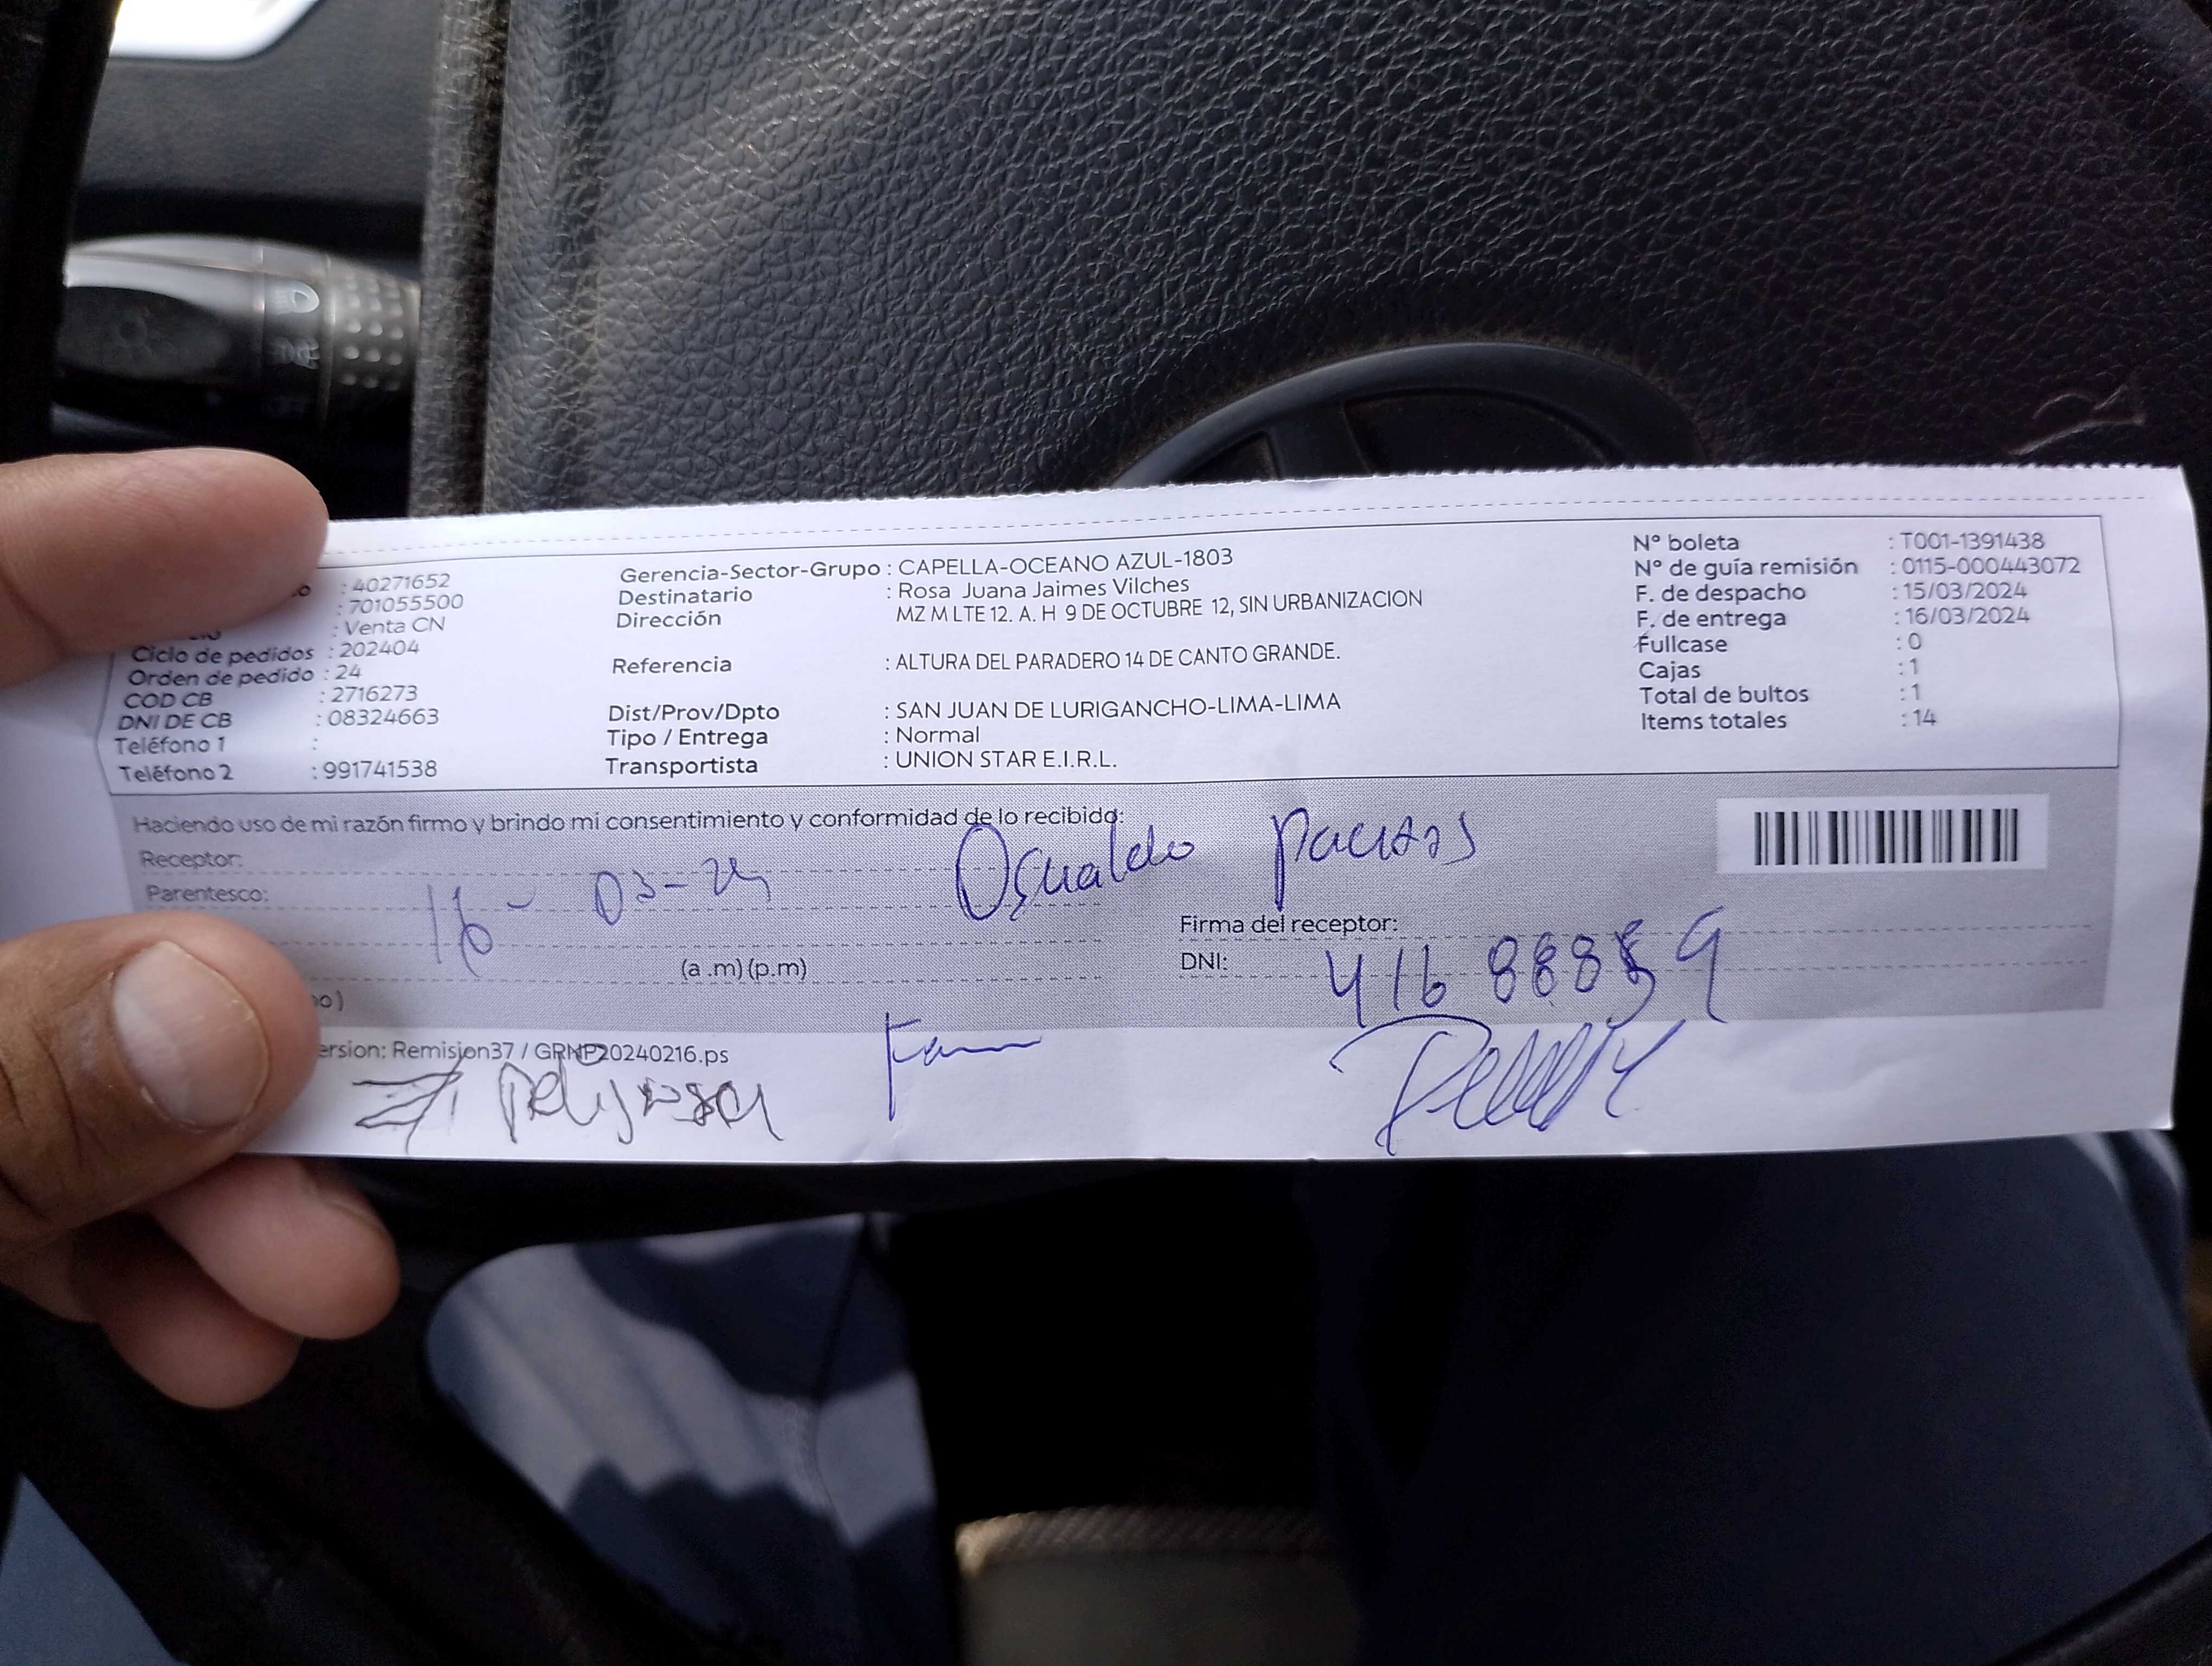 : 40271652
: 701055500
: Venta CN
Ciclo de pedidos : 202404
Orden de pedido : 24
COD CB : 2716273
DNI DE CB : 08324663
Teléfono 1 :
Teléfono 2 : 991741538
Gerencia-Sector-Grupo : CAPELLA-OCEANO AZUL-1803
Destinatario : Rosa Juana Jaimes Vilches
Dirección MZ M LTE 12. A. H 9 DE OCTUBRE 12, SIN URBANIZACION
Referencia : ALTURA DEL PARADERO 14 DE CANTO GRANDE.
Dist/Prov/Dpto : SAN JUAN DE LURIGANCHO-LIMA-LIMA
Tipo / Entrega : Normal
Transportista : UNION STAR E.I.R.L.
N° boleta : T001-1391438
N° de guía remisión : 0115-000443072
F. de despacho : 15/03/2024
F. de entrega : 16/03/2024
Fullcase : 0
Cajas : 1
Total de bultos : 1
Items totales : 14
Haciendo uso de mi razón firmo y brindo mi consentimiento y conformidad de lo recibido:
Receptor: Osualdo
Parentesco: 16-03-24
Firma del receptor:
(a .m) (p.m)
DNI: 416 88859
ersion: Remision37 / GRNP20240216.ps